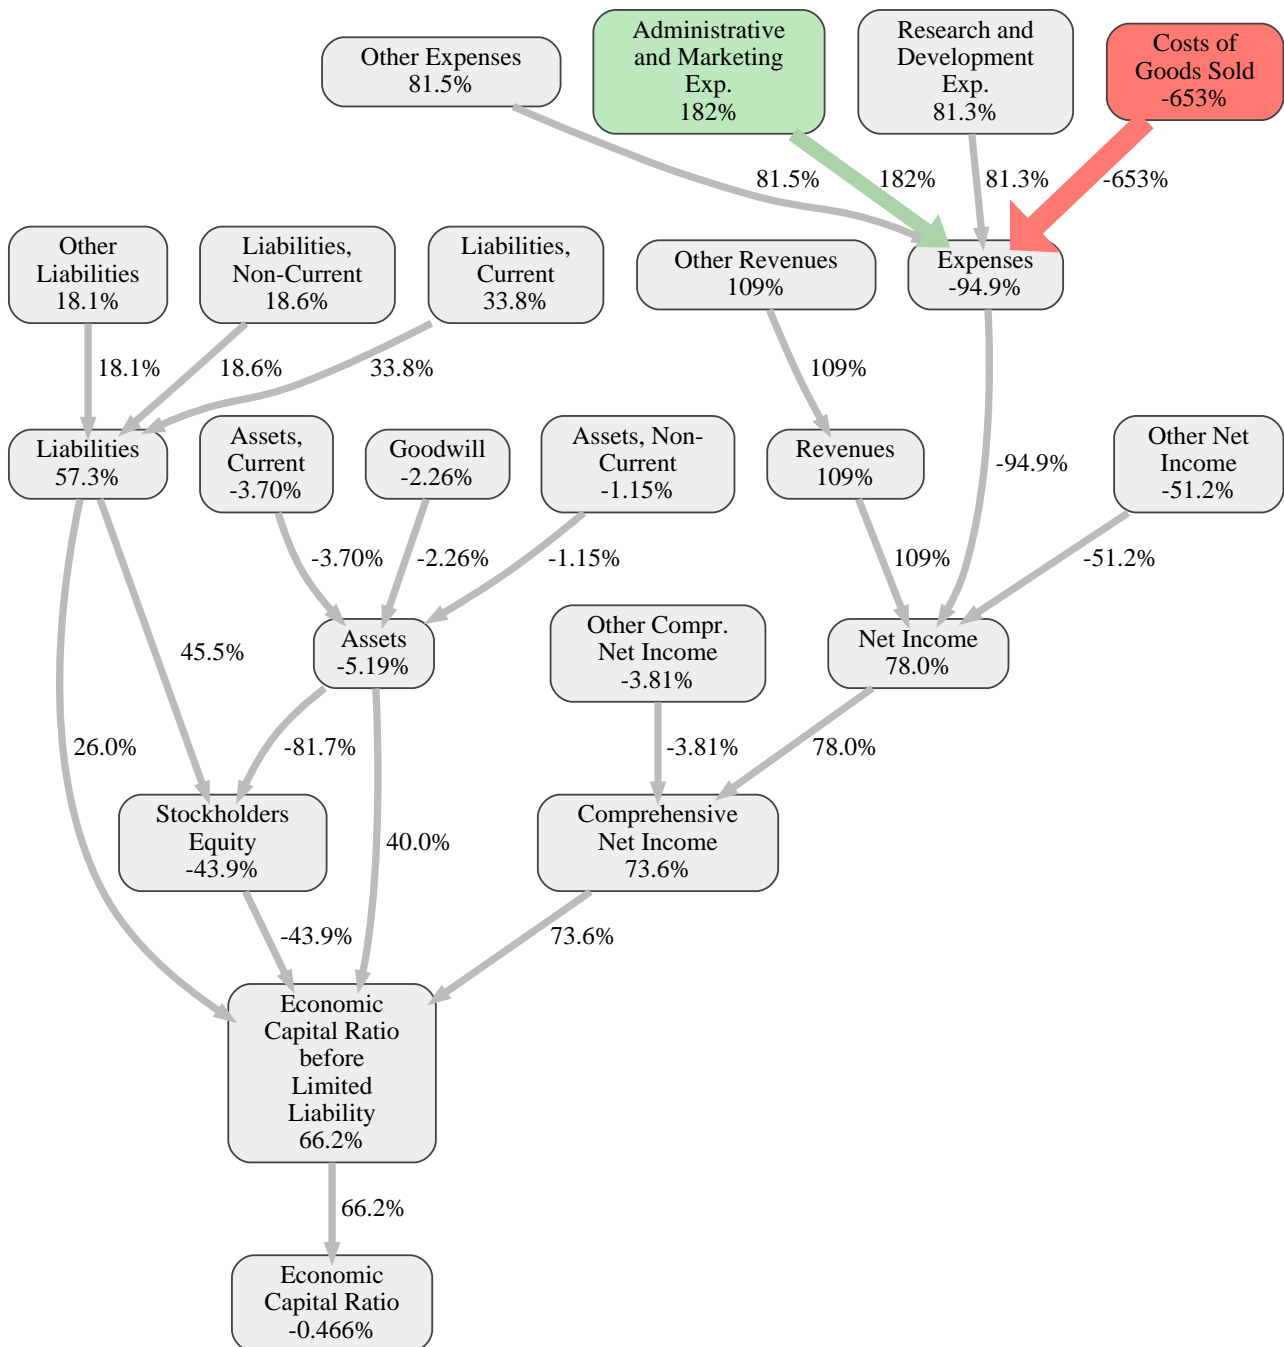 Other Expenses
81.5%
Administrative
and Marketing
Exp.
182%
Research and
Development
Exp.
81.3%
Costs of
Goods Sold
-653%
81.5%
182%
81.3%
-653%
Other
Liabilities
18.1%
Liabilities,
Non-Current
18.6%
Liabilities,
Current
33.8%
Other Revenues
109%
Expenses
-94.9%
18.1%
18.6%
33.8%
109%
-94.9%
Liabilities
57.3%
Assets,
Current
-3.70%
Goodwill
-2.26%
Assets, Non-
Current
-1.15%
Revenues
109%
Other Net
Income
-51.2%
-3.70%
-2.26%
-1.15%
109%
-51.2%
45.5%
Assets
-5.19%
Other Compr.
Net Income
-3.81%
Net Income
78.0%
26.0%
-81.7%
-3.81%
78.0%
Stockholders
Equity
-43.9%
40.0%
Comprehensive
Net Income
73.6%
-43.9%
73.6%
Economic
Capital Ratio
before
Limited
Liability
66.2%
66.2%
Economic
Capital Ratio
-0.466%